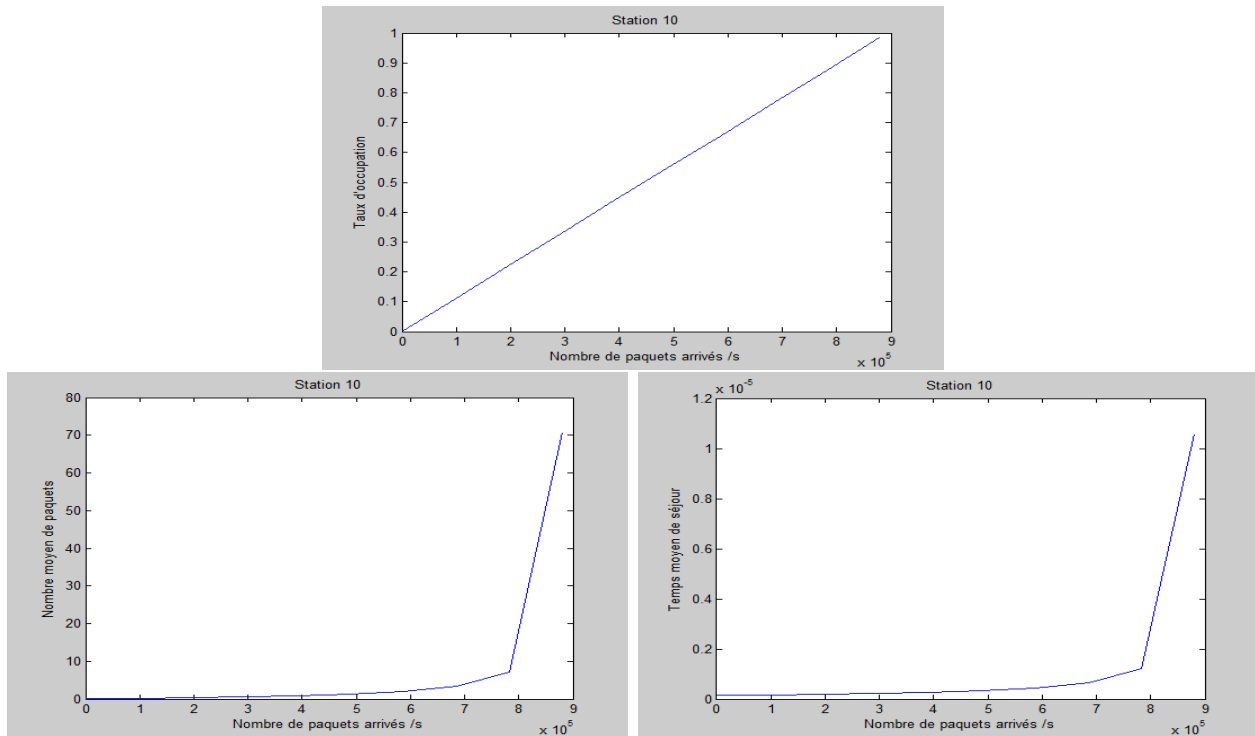 Station 10
1
0.9
0.8
0.7
0.6
0.5
0.4
0.3
0.2
0.1
0
Taux d'occupation
0 1 2 3 4 5 6 7 8 9
Nombre de paquets arrivés /s
x 10^5
Station 10
80
70
60
50
40
30
20
10
0
Nombre moyen de paquets
0 1 2 3 4 5 6 7 8 9
Nombre de paquets arrivés /s
x 10^5
x 10^-5
Station 10
1.2
1
0.8
0.6
0.4
0.2
0
Temps moyen de séjour
0 1 2 3 4 5 6 7 8 9
Nombre de paquets arrivés /s
x 10^5